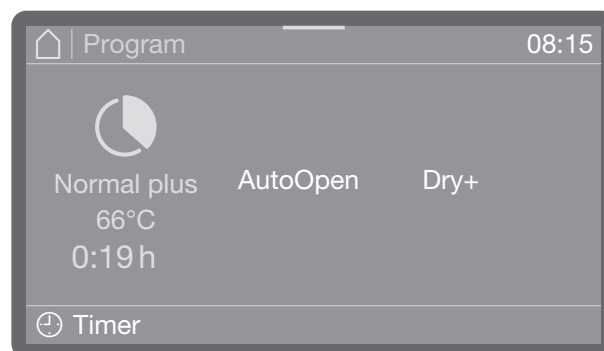 Program 08:15
Normal plus AutoOpen Dry+
66°C
0:19 h
Timer